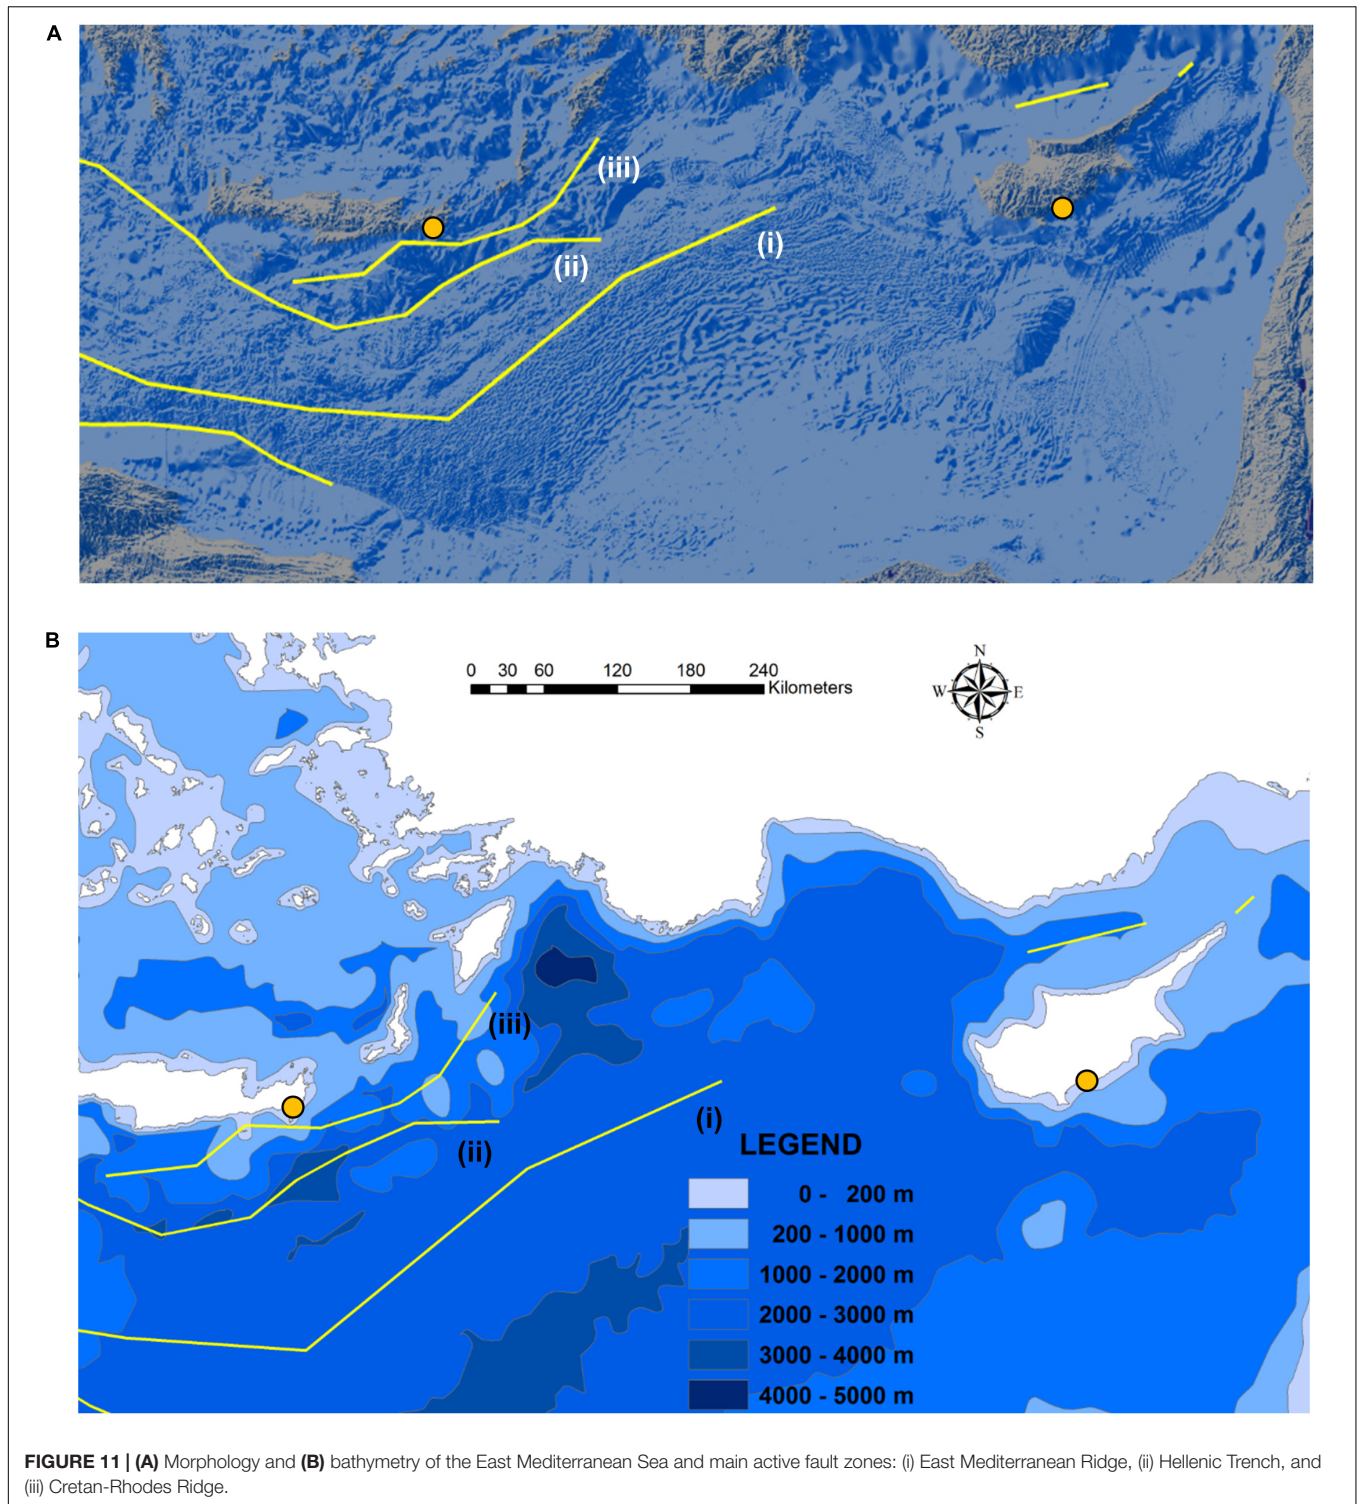 A
(iii)
(i)
(ii)
B
0 30 60 120 180 240
Kilometers
N
W E
S
(iii)
(i)
(ii)
LEGEND
0 - 200 m
200 - 1000 m
1000 - 2000 m
2000 - 3000 m
3000 - 4000 m
4000 - 5000 m
FIGURE 11 | (A) Morphology and (B) bathymetry of the East Mediterranean Sea and main active fault zones: (i) East Mediterranean Ridge, (ii) Hellenic Trench, and
(iii) Cretan-Rhodes Ridge.